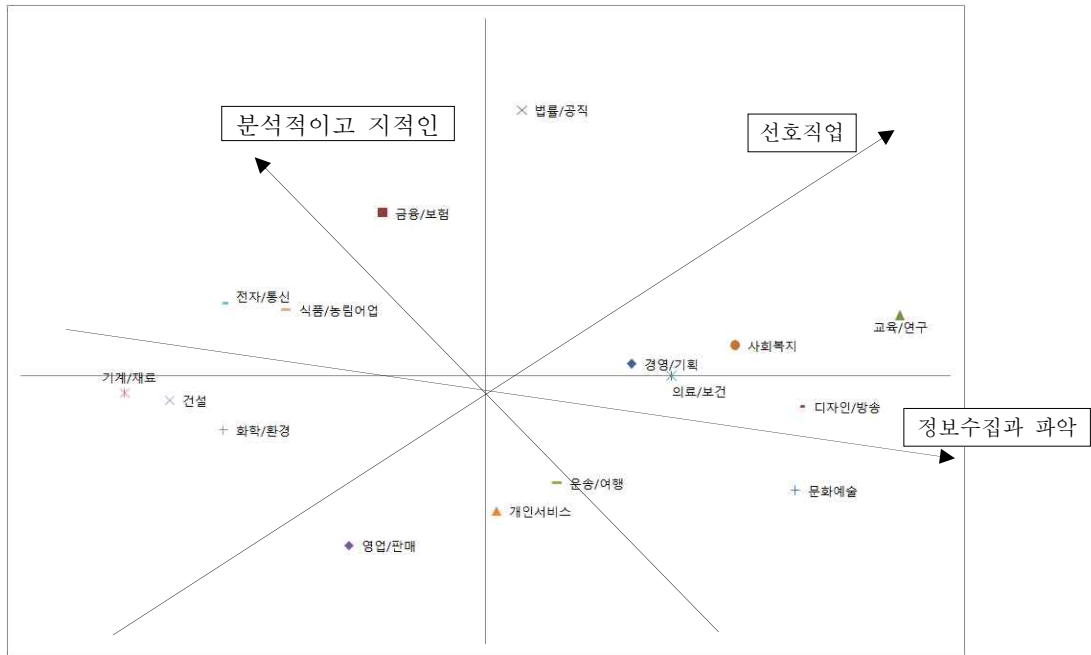 법률/공직
분석적이고 지적인
선호직업
금융/보험
전자/통신
식품/농림어업
교육/연구
사회복지
경영/기획
기계/재료
의료/보건
건설
디자인/방송
화학/환경
정보수집과 파악
운송/여행
문화예술
개인서비스
영업/판매